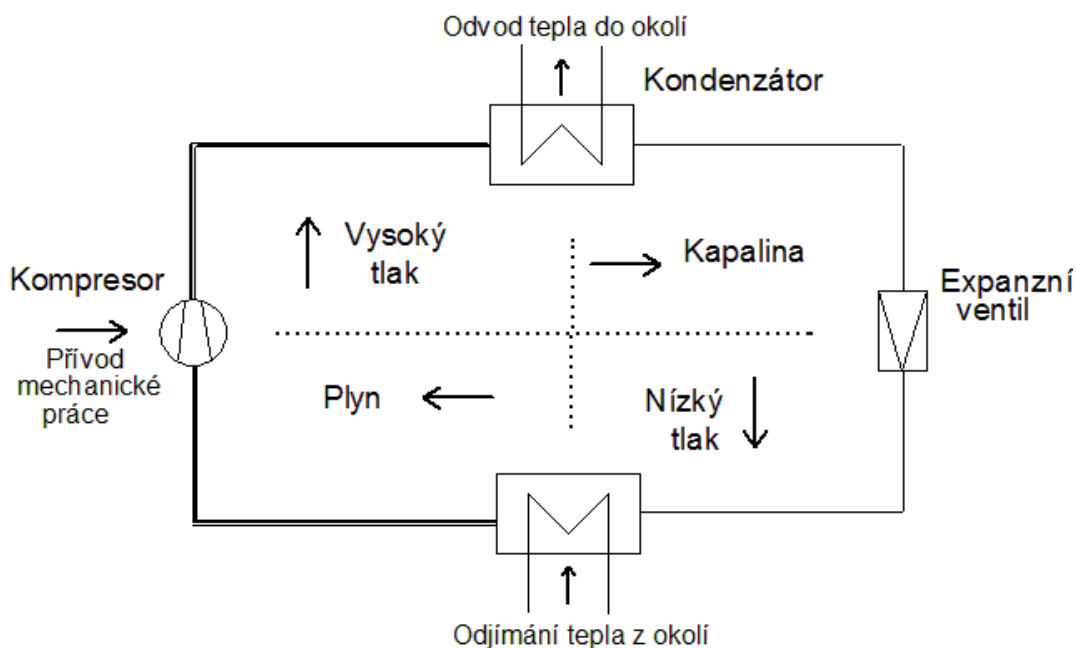 Odvod tepla do okolí
Kondenzátor
Vysoký
tlak
Kapalina
Kompresor
Expanzní
ventil
Přívod
mechanické
práce
Plyn
Nízký
tlak
Odjímání tepla z okolí